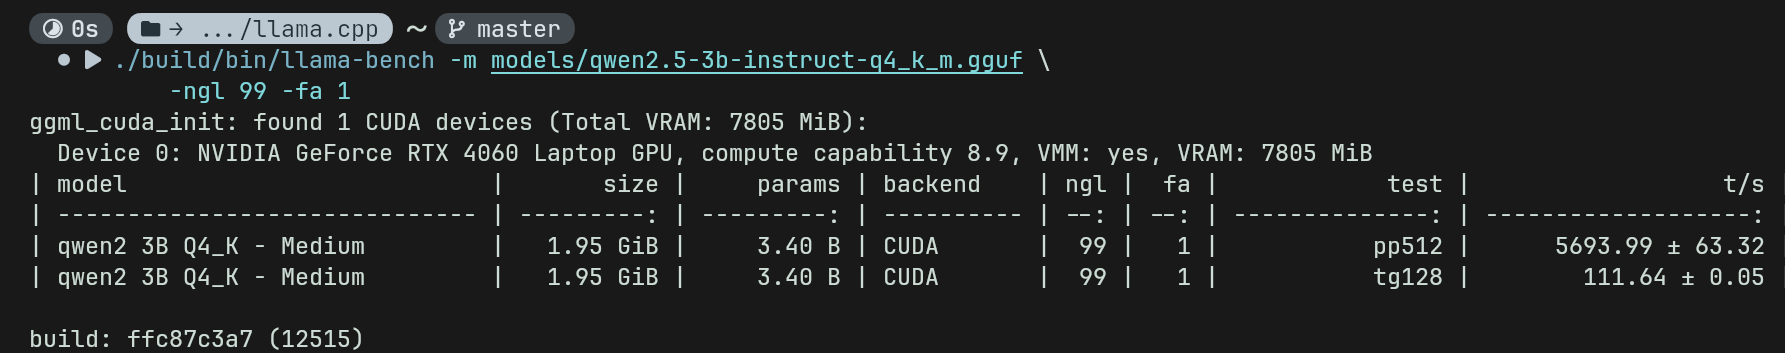 0s → .../llama.cpp ~ master
./build/bin/llama-bench -m models/qwen2.5-3b-instruct-q4_k_m.gguf \
-ngl 99 -fa 1
ggml_cuda_init: found 1 CUDA devices (Total VRAM: 7805 MiB):
  Device 0: NVIDIA GeForce RTX 4060 Laptop GPU, compute capability 8.9, VMM: yes, VRAM: 7805 MiB
| model                          |       size |     params | backend    | ngl |  fa |            test |                  t/s |
| ------------------------------ | ---------: | ---------: | ---------- | --: | --: | --------------: | -------------------: |
| qwen2 3B Q4_K - Medium         |   1.95 GiB |     3.40 B | CUDA       |  99 |   1 |           pp512 |      5693.99 ± 63.32 |
| qwen2 3B Q4_K - Medium         |   1.95 GiB |     3.40 B | CUDA       |  99 |   1 |           tg128 |        111.64 ± 0.05 |
build: ffc87c3a7 (12515)